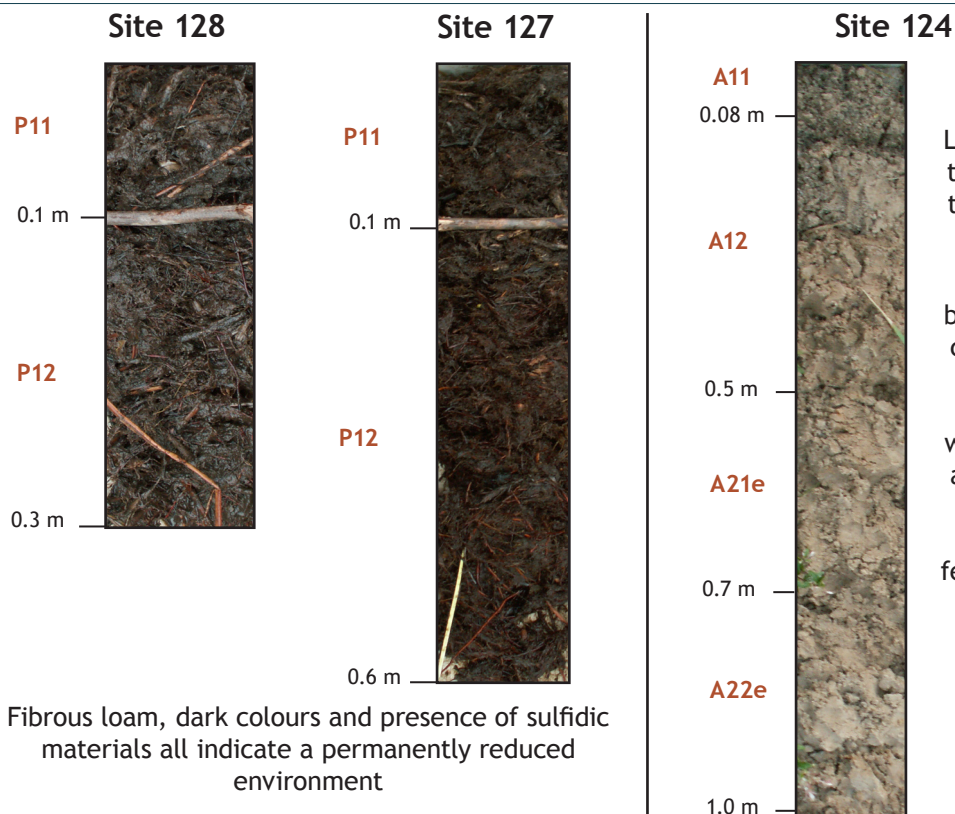 Site 128
P11
0.1 m
P12
0.3 m
Site 127
P11
0.1 m
P12
0.6 m
Fibrous loam, dark colours and presence of sulfidic
materials all indicate a permanently reduced
environment
Site 124
A11
0.08 m
A12
0.5 m
A21e
0.7 m
A22e
1.0 m